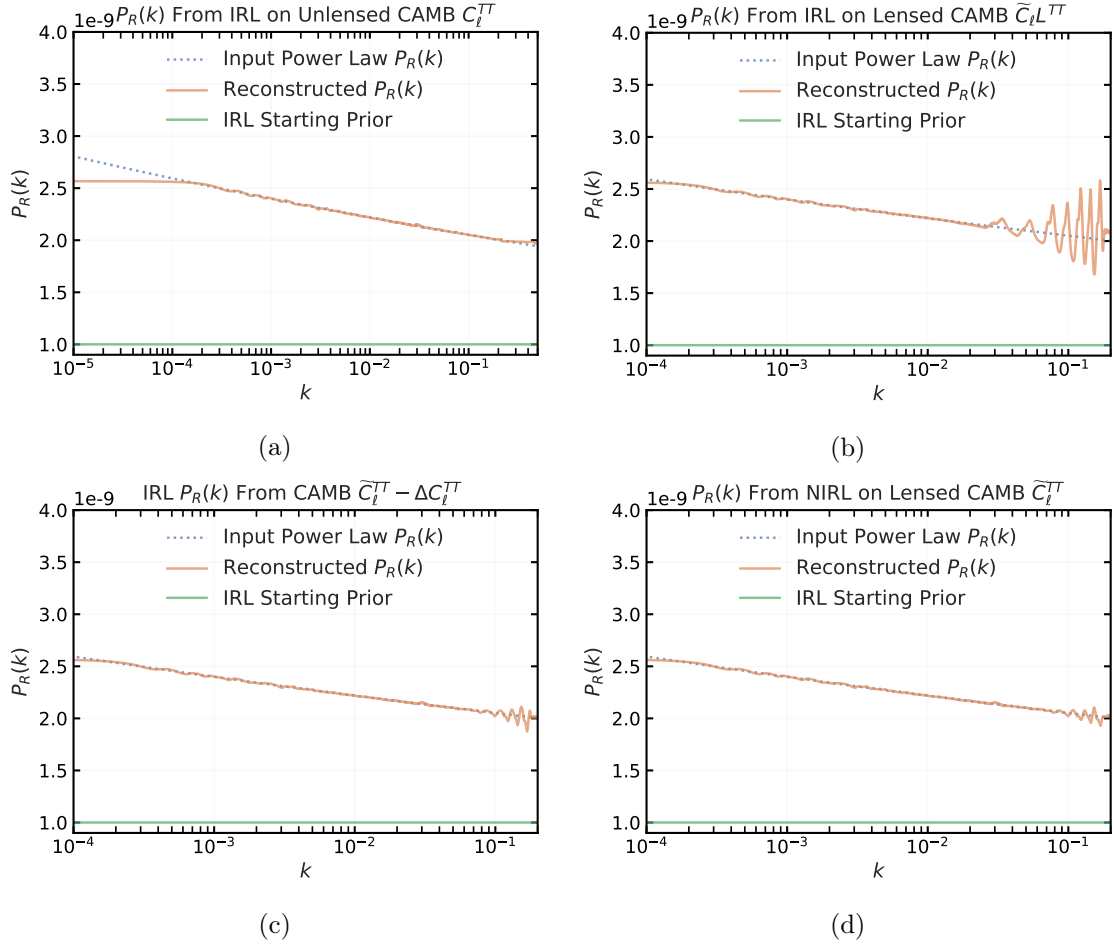 P_R(k) From IRL on Unlensed CAMB C_ℓ^{TT}
1e-9
4.0
3.5
3.0
2.5
2.0
1.5
1.0
P_R(k)
Input Power Law P_R(k)
Reconstructed P_R(k)
IRL Starting Prior
10^{−5} 10^{−4} 10^{−3} 10^{−2} 10^{−1}
k
(a)
P_R(k) From IRL on Lensed CAMB C̃_ℓL^{TT}
1e-9
4.0
3.5
3.0
2.5
2.0
1.5
1.0
P_R(k)
Input Power Law P_R(k)
Reconstructed P_R(k)
IRL Starting Prior
10^{−4} 10^{−3} 10^{−2} 10^{−1}
k
(b)
IRL P_R(k) From CAMB C̃_ℓ^{TT} − ΔC_ℓ^{TT}
1e-9
4.0
3.5
3.0
2.5
2.0
1.5
1.0
P_R(k)
Input Power Law P_R(k)
Reconstructed P_R(k)
IRL Starting Prior
10^{−4} 10^{−3} 10^{−2} 10^{−1}
k
(c)
P_R(k) From NIRL on Lensed CAMB C̃_ℓ^{TT}
1e-9
4.0
3.5
3.0
2.5
2.0
1.5
1.0
P_R(k)
Input Power Law P_R(k)
Reconstructed P_R(k)
IRL Starting Prior
10^{−4} 10^{−3} 10^{−2} 10^{−1}
k
(d)